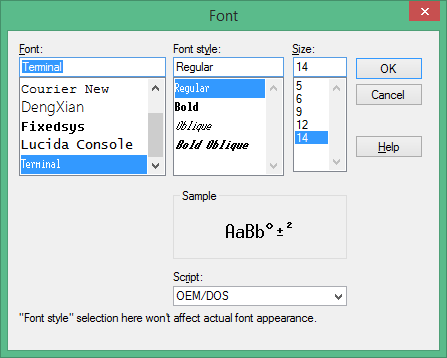 Font
Font: Font style: Size:
Terminal Regular 14 OK
Courier New Regular 5
DengXian Bold 6 Cancel
Fixedsys Oblique 9
Lucida Console Bold Oblique 12
Terminal 14 Help
Sample
AaBb°±²
Script:
OEM/DOS
"Font style" selection here won't affect actual font appearance.